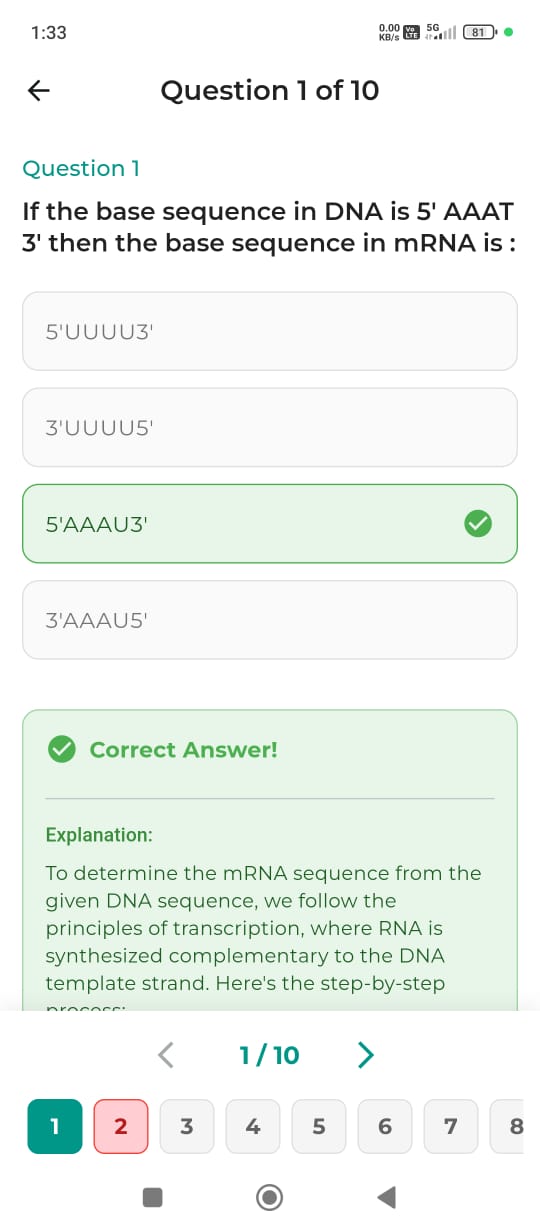 1:33
0.00 KB/s Vo LTE 5G 81
Question 1 of 10
Question 1
If the base sequence in DNA is 5' AAAT
3' then the base sequence in mRNA is :
5'UUUU3'
3'UUUU5'
5'AAAU3'
3'AAAU5'
Correct Answer!
Explanation:
To determine the mRNA sequence from the
given DNA sequence, we follow the
principles of transcription, where RNA is
synthesized complementary to the DNA
template strand. Here's the step-by-step
process:
1 / 10
1 2 3 4 5 6 7 8